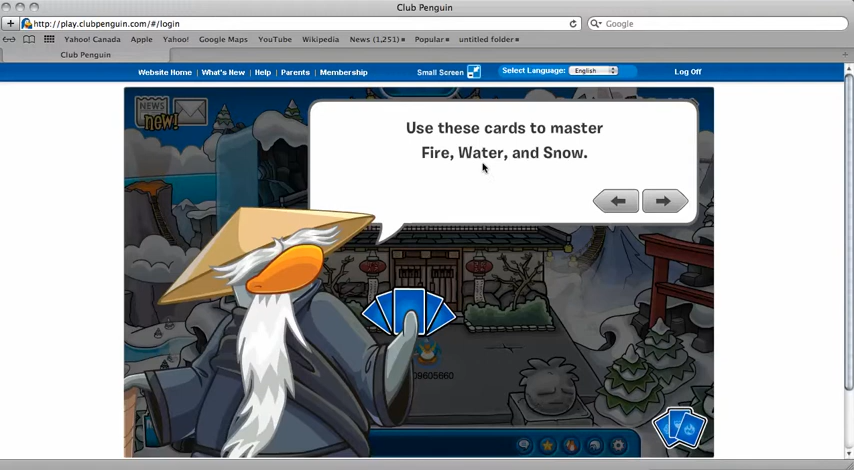 Club Penguin
http://play.clubpenguin.com/#/login
Google
Yahoo! Canada Apple Yahoo! Google Maps YouTube Wikipedia News (1,251) Popular untitled folder
Club Penguin
Website Home | What's New | Help | Parents | Membership
Small Screen
Select Language: English
Log Off
NEWS
new!
Use these cards to master
Fire, Water, and Snow.
09605660